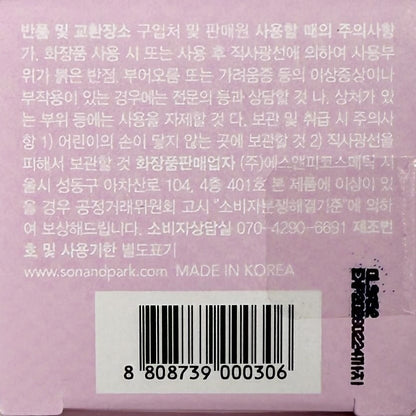 반품 및 교환장소 구입처 및 판매원 사용할 때의 주의사항
가. 화장품 사용 시 또는 사용 후 직사광선에 의하여 사용부
위가 붉은 반점, 부어오름 또는 가려움증 등의 이상증상이나
부작용이 있는 경우에는 전문의 등과 상담할 것 나. 상처가 있
는 부위 등에는 사용을 자제할 것 다. 보관 및 취급 시 주의사
항 1) 어린이의 손이 닿지 않는 곳에 보관할 것 2) 직사광선을
피해서 보관할 것 화장품판매업자 (주)에스앤피코스메틱 서
울시 성동구 아차산로 104, 4층 401호 본 제품에 이상이 있
을 경우 공정거래위원회 고시 "소비자분쟁해결기준"에 의하
여 보상해드립니다. 소비자상담실 070-4290-6691 제조번
호 및 사용기한 별도표기
www.sonandpark.com MADE IN KOREA
8 808739 000306